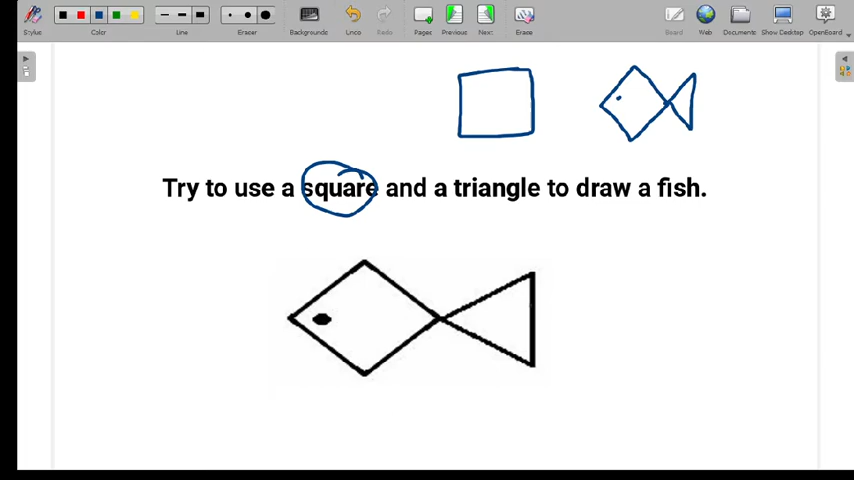 Stylus Color Line Eraser Backgrounds Undo Redo Pages Previous Next Erase Board Web Documents Show Desktop OpenBoard
Try to use a square and a triangle to draw a fish.